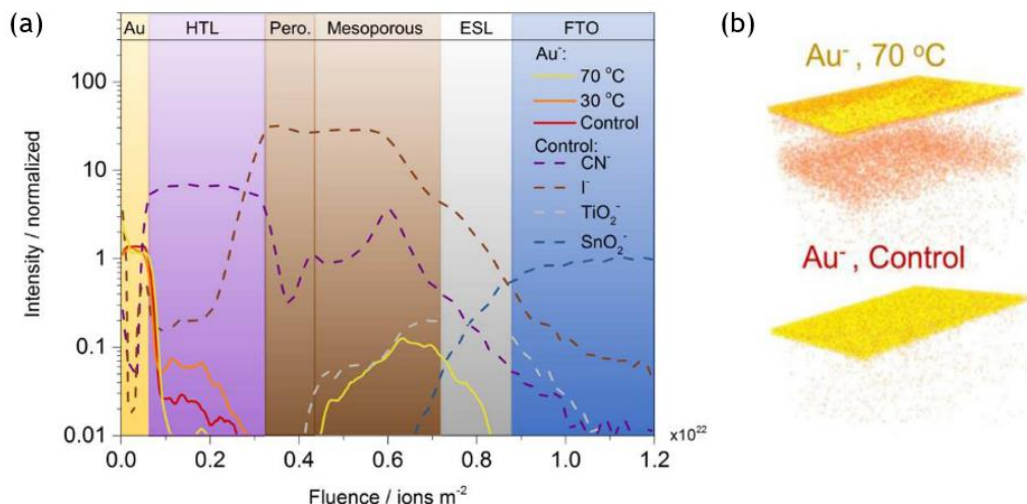 (a)
Au HTL Pero. Mesoporous ESL FTO
Au⁻:
70 °C
30 °C
Control
Control:
CN⁻
I⁻
TiO₂⁻
SnO₂⁻
Intensity / normalized
100
10
1
0.1
0.01
0.0 0.2 0.4 0.6 0.8 1.0 1.2
x10²²
Fluence / ions m⁻²
(b)
Au⁻, 70 °C
Au⁻, Control